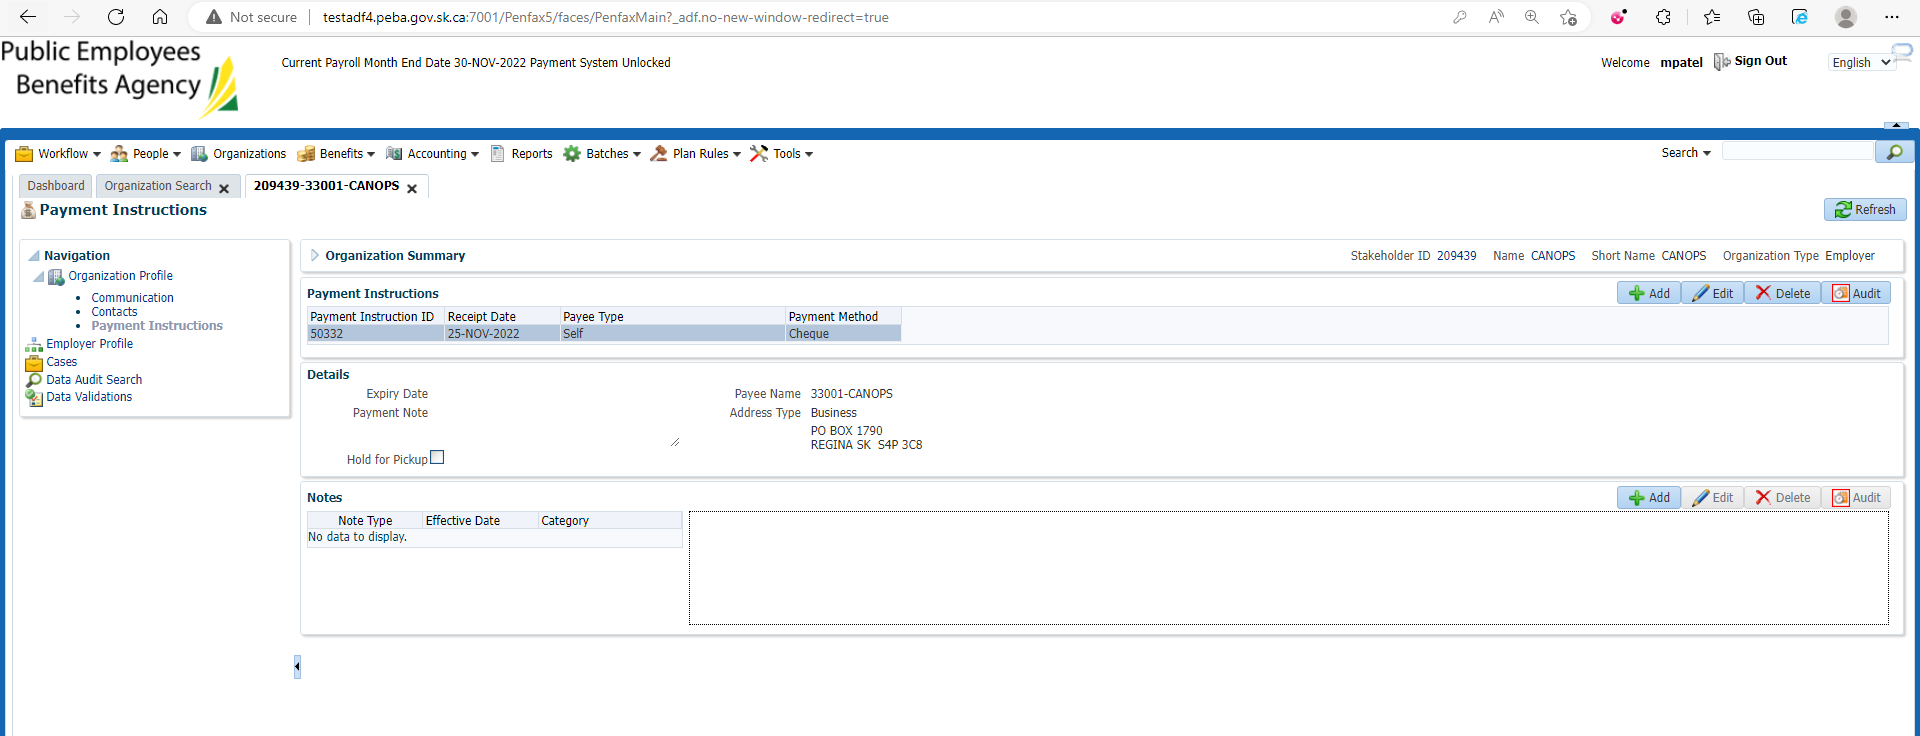 Not secure testadf4.peba.gov.sk.ca:7001/Penfax5/faces/PenfaxMain?_adf.no-new-window-redirect=true
Public Employees
Benefits Agency
Current Payroll Month End Date 30-NOV-2022 Payment System Unlocked
Welcome mpatel Sign Out English
Workflow People Organizations Benefits Accounting Reports Batches Plan Rules Tools Search
Dashboard Organization Search 209439-33001-CANOPS
Payment Instructions
Refresh
Navigation
Organization Profile
Communication
Contacts
Payment Instructions
Employer Profile
Cases
Data Audit Search
Data Validations
Organization Summary Stakeholder ID 209439 Name CANOPS Short Name CANOPS Organization Type Employer
Payment Instructions Add Edit Delete Audit
Payment Instruction ID Receipt Date Payee Type Payment Method
50332 25-NOV-2022 Self Cheque
Details
Expiry Date Payee Name 33001-CANOPS
Payment Note Address Type Business
PO BOX 1790
REGINA SK S4P 3C8
Hold for Pickup
Notes Add Edit Delete Audit
Note Type Effective Date Category
No data to display.